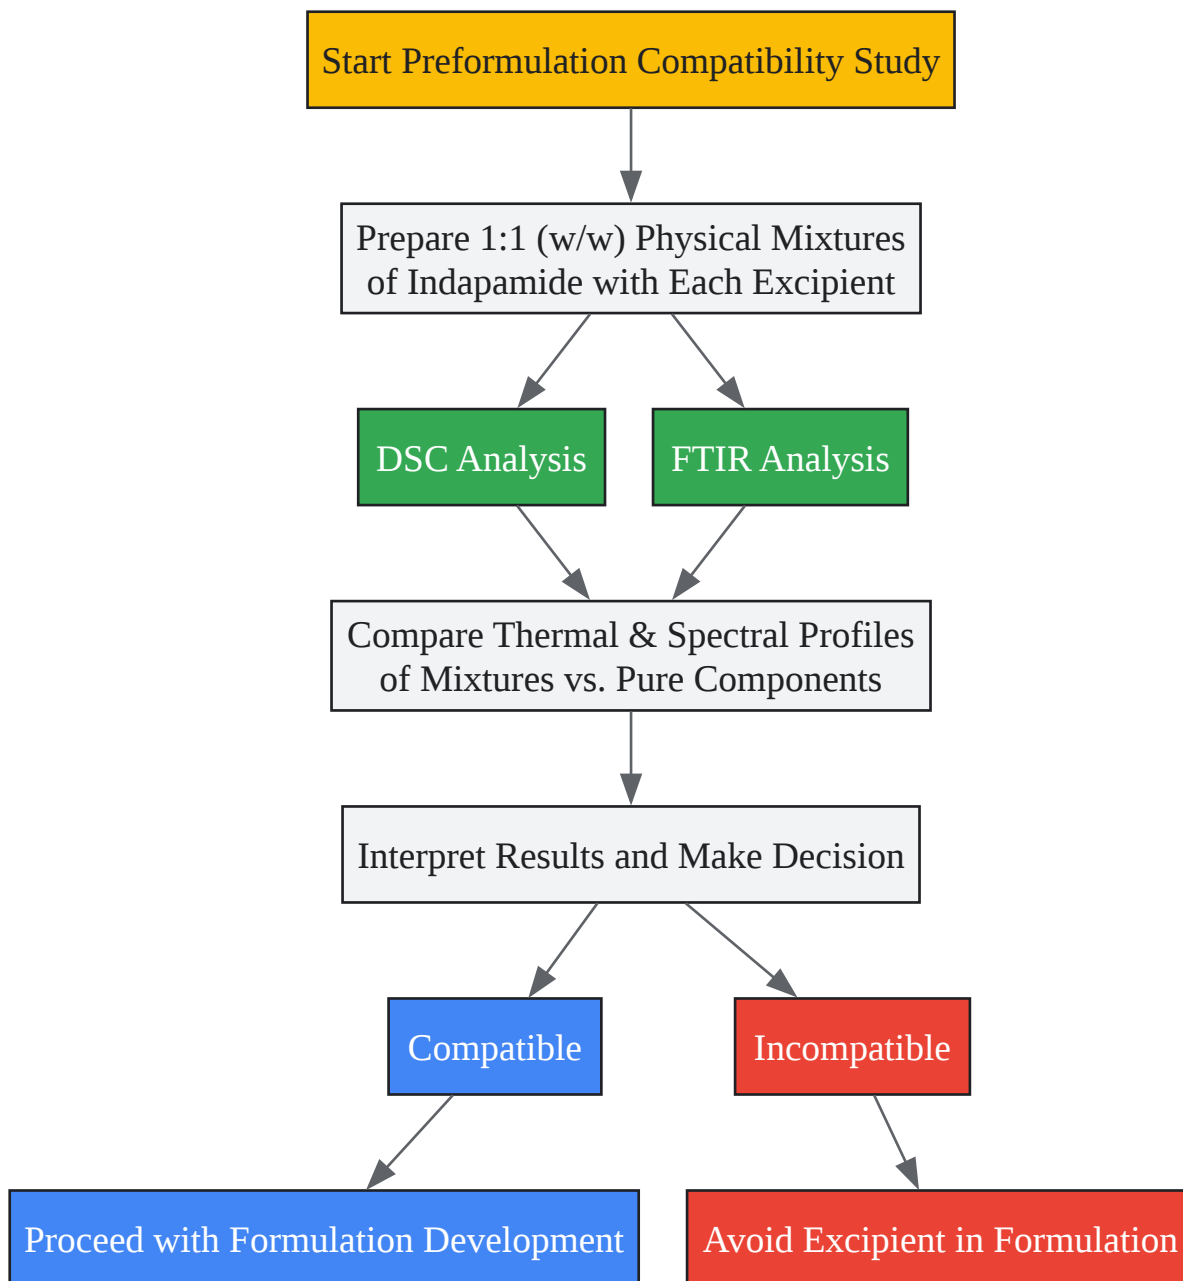 Start Preformulation Compatibility Study
Prepare 1:1 (w/w) Physical Mixtures
of Indapamide with Each Excipient
DSC Analysis
FTIR Analysis
Compare Thermal & Spectral Profiles
of Mixtures vs. Pure Components
Interpret Results and Make Decision
Compatible
Incompatible
Proceed with Formulation Development
Avoid Excipient in Formulation